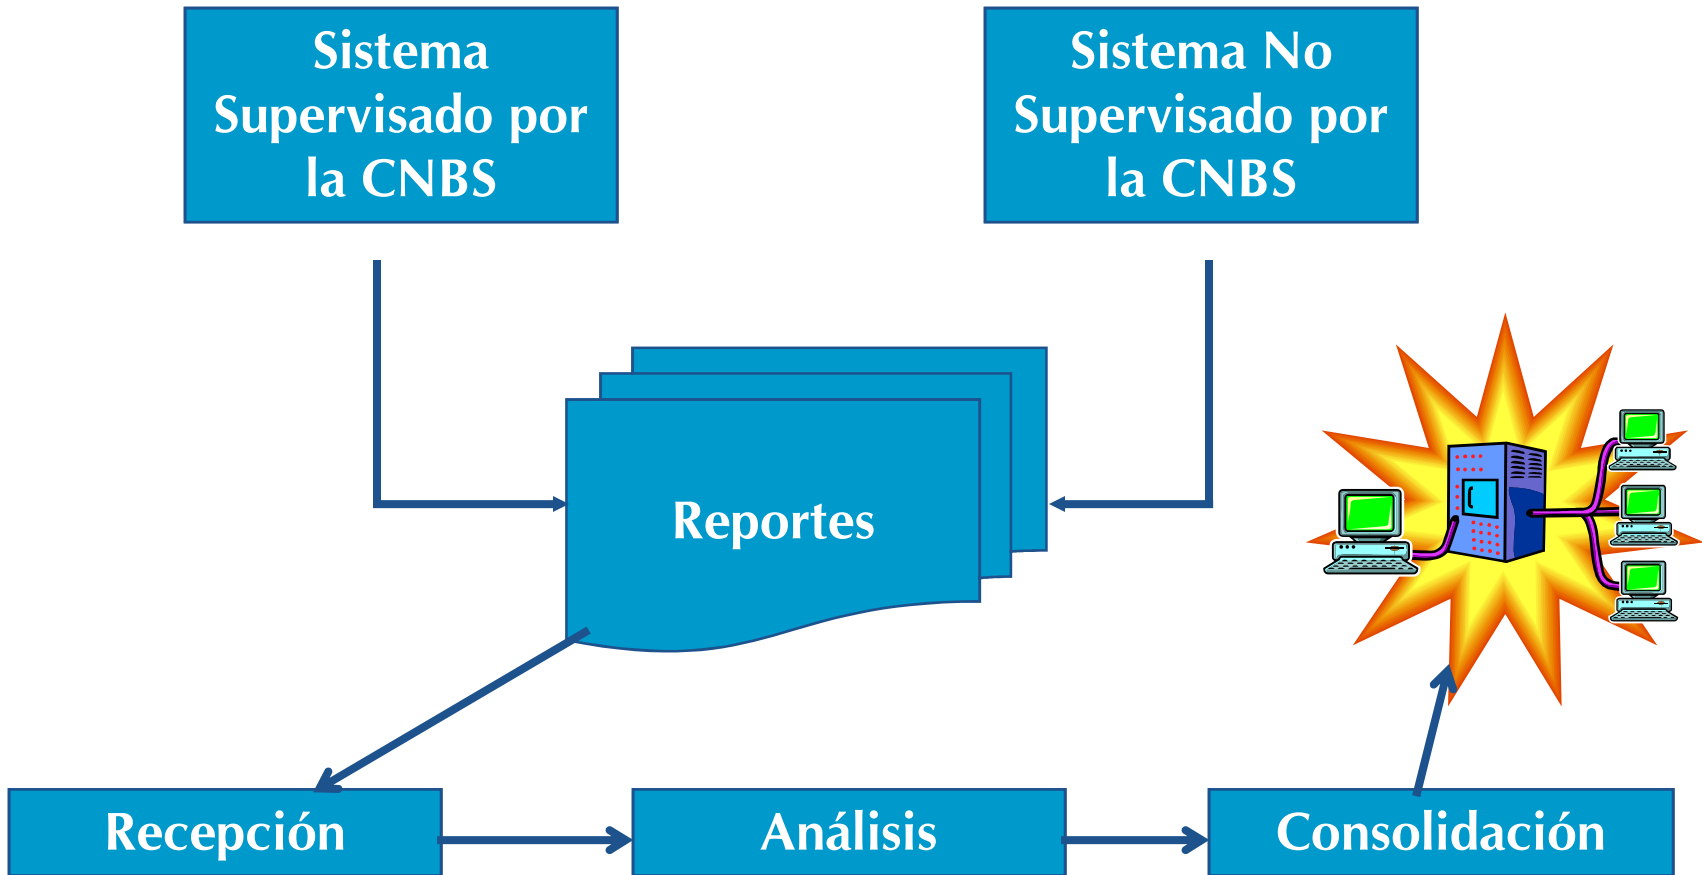 Sistema
Supervisado por
la CNBS
Sistema No
Supervisado por
la CNBS
Reportes
Recepción
Análisis
Consolidación